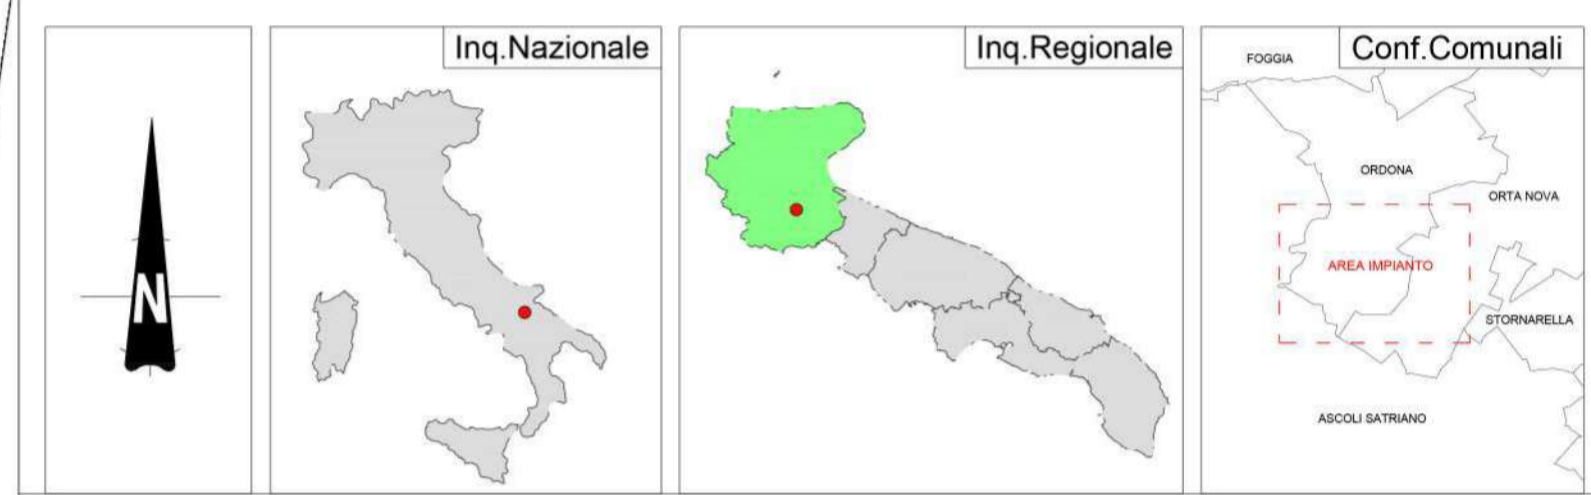 N
Inq.Nazionale
Inq.Regionale
Conf.Comunali
FOGGIA
ORDONA
ORTA NOVA
AREA IMPIANTO
STORNARELLA
ASCOLI SATRIANO